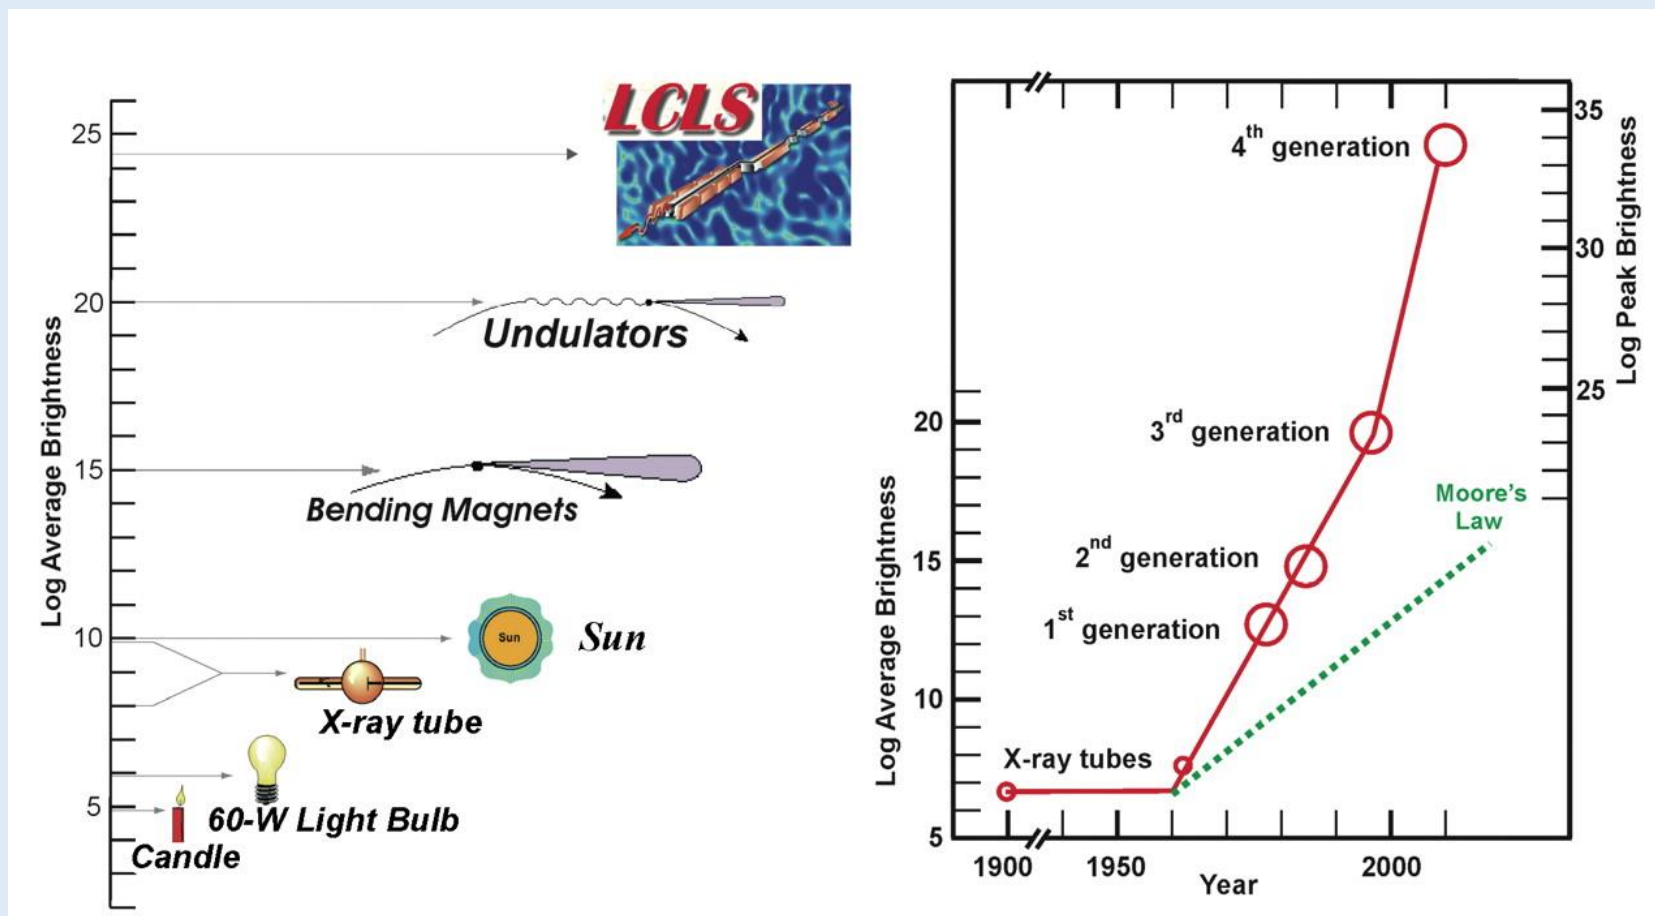 LCLS
25
20
Undulators
Log Average Brightness
15
Bending Magnets
10
Sun
Sun
X-ray tube
5
60-W Light Bulb
Candle
35
4th generation
Log Peak Brightness
30
25
20
3rd generation
Moore's
Law
Log Average Brightness
15
2nd generation
1st generation
10
X-ray tubes
5
1900
1950
2000
Year